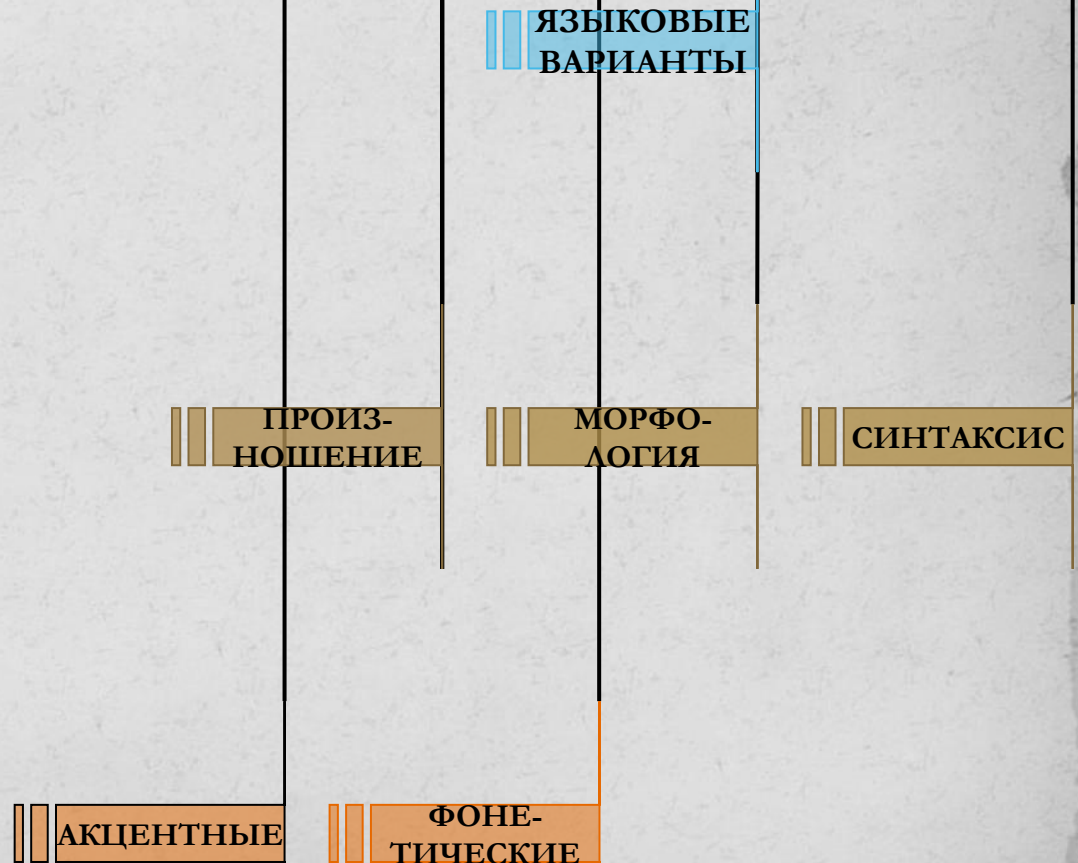 ЯЗЫКОВЫЕ
ВАРИАНТЫ
ПРОИЗ-
НОШЕНИЕ
МОРФО-
ЛОГИЯ
СИНТАКСИС
АКЦЕНТНЫЕ
ФОНЕ-
ТИЧЕСКИЕ